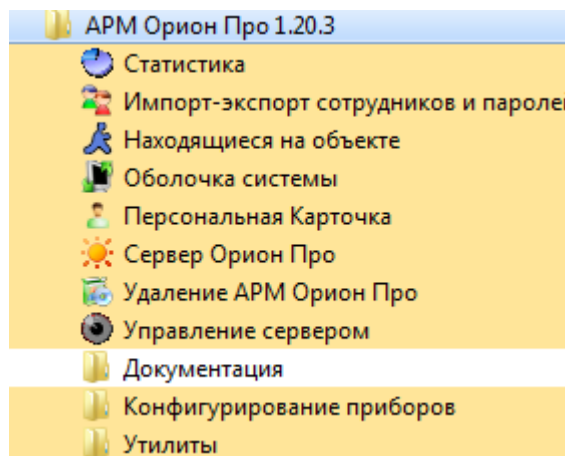 АРМ Орион Про 1.20.3
Статистика
Импорт-экспорт сотрудников и пароле
Находящиеся на объекте
Оболочка системы
Персональная Карточка
Сервер Орион Про
Удаление АРМ Орион Про
Управление сервером
Документация
Конфигурирование приборов
Утилиты